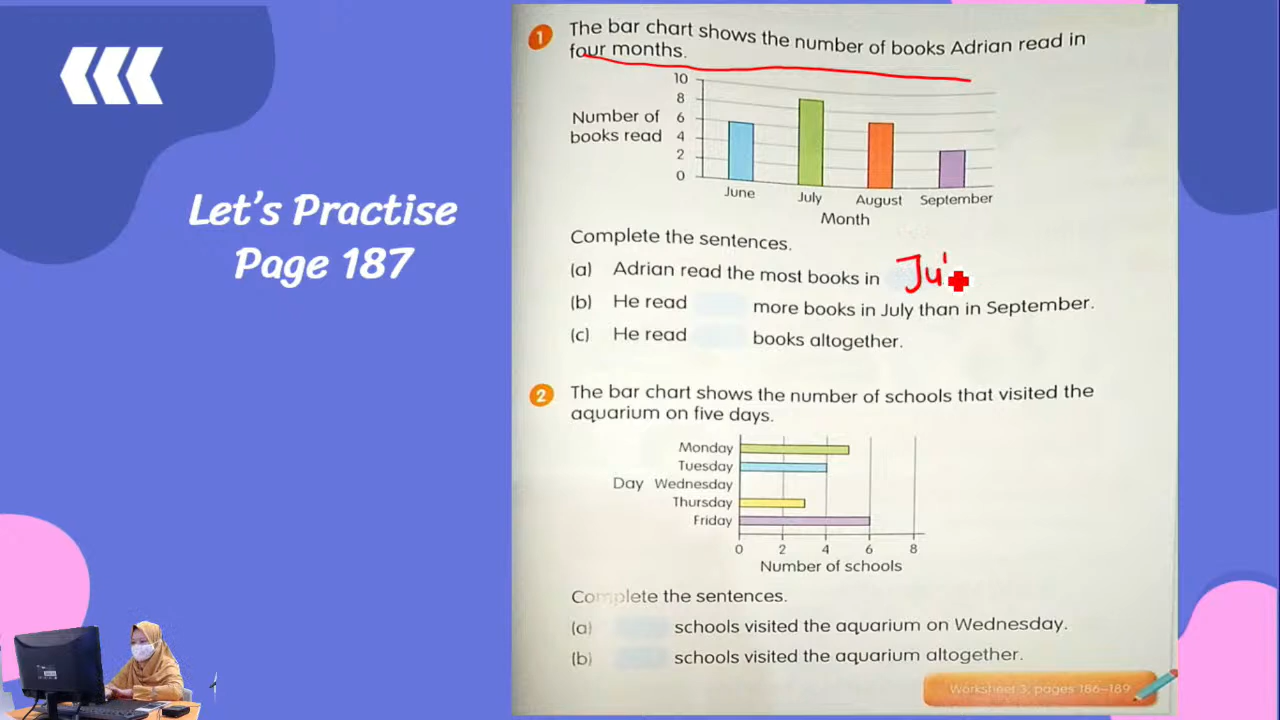 Let's Practise
Page 187
1 The bar chart shows the number of books Adrian read in
four months.
10
8
6
4
2
0
Number of
books read
June July August September
Month
Complete the sentences.
(a) Adrian read the most books in
(b) He read more books in July than in September.
(c) He read books altogether.
2 The bar chart shows the number of schools that visited the
aquarium on five days.
Monday
Tuesday
Day Wednesday
Thursday
Friday
0 2 4 6 8
Number of schools
Complete the sentences.
(a) schools visited the aquarium on Wednesday.
(b) schools visited the aquarium altogether.
Worksheet 3, pages 186–189